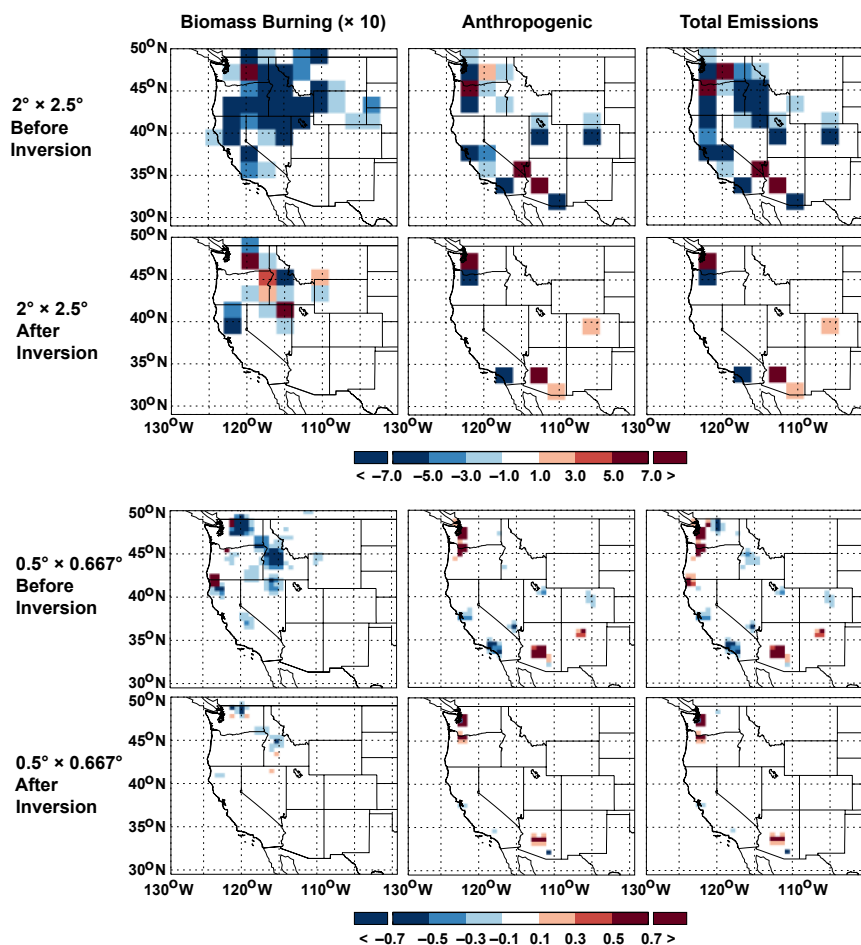 Biomass Burning (× 10) Anthropogenic Total Emissions
50°N
45°N
40°N
35°N
30°N
2° × 2.5°
Before
Inversion
50°N
45°N
40°N
35°N
30°N
2° × 2.5°
After
Inversion
130°W 120°W 110°W 130°W 120°W 110°W 130°W 120°W 110°W
< −7.0 −5.0 −3.0 −1.0 1.0 3.0 5.0 7.0 >
50°N
45°N
40°N
35°N
30°N
0.5° × 0.667°
Before
Inversion
50°N
45°N
40°N
35°N
30°N
0.5° × 0.667°
After
Inversion
130°W 120°W 110°W 130°W 120°W 110°W 130°W 120°W 110°W
< −0.7 −0.5 −0.3 −0.1 0.1 0.3 0.5 0.7 >